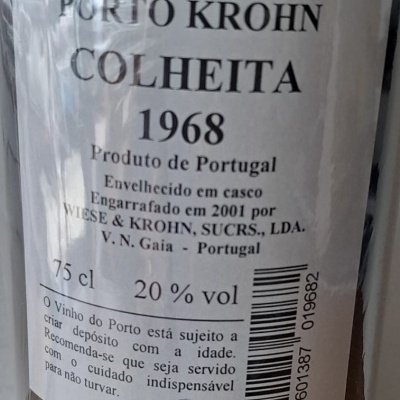 PORTO KROHN
COLHEITA
1968
Produto de Portugal
Envelhecido em casco
Engarrafado em 2001 por
WIESE & KROHN, SUCRS., LDA.
V. N. Gaia - Portugal
75 cl
20 % vol
O Vinho do Porto está sujeito a
criar depósito com a idade.
Recomenda-se que seja servido
com o cuidado indispensável
para não turvar.
601387 019682